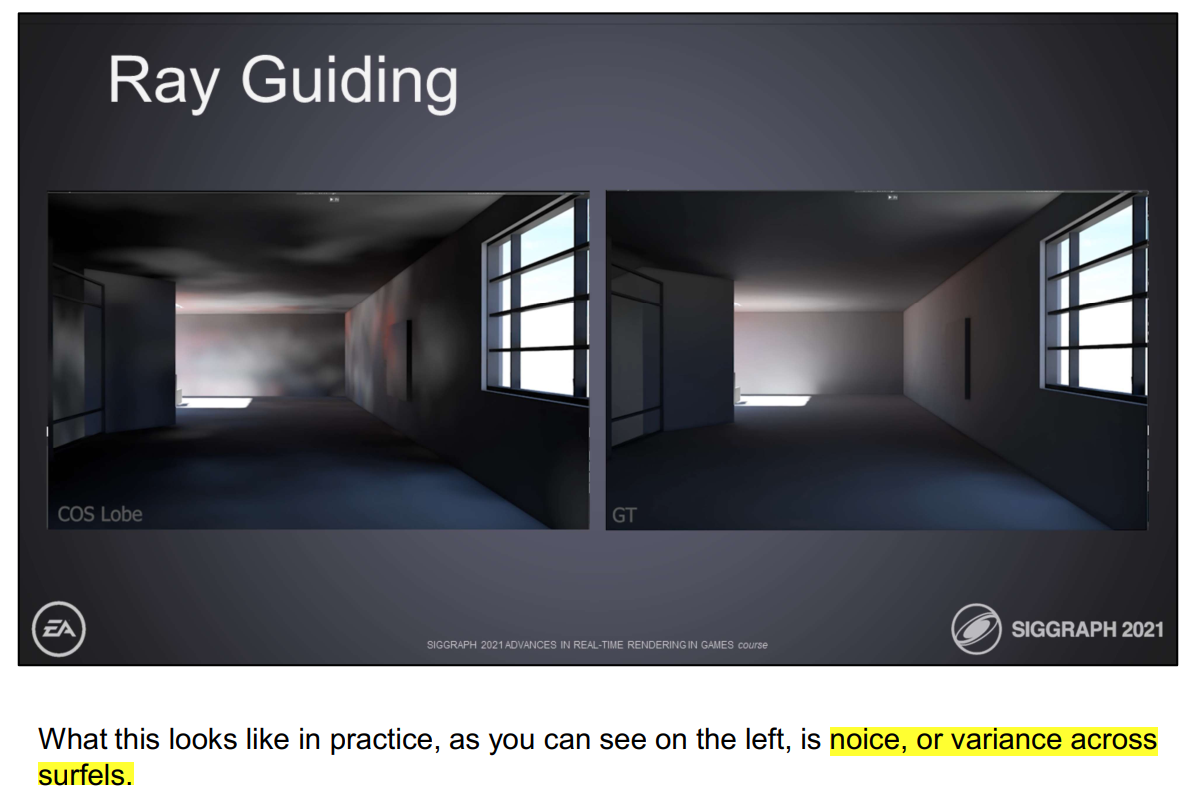 Ray Guiding
COS Lobe
GT
EA
SIGGRAPH 2021 ADVANCES IN REAL-TIME RENDERING IN GAMES course
SIGGRAPH 2021
What this looks like in practice, as you can see on the left, is noice, or variance across
surfels.